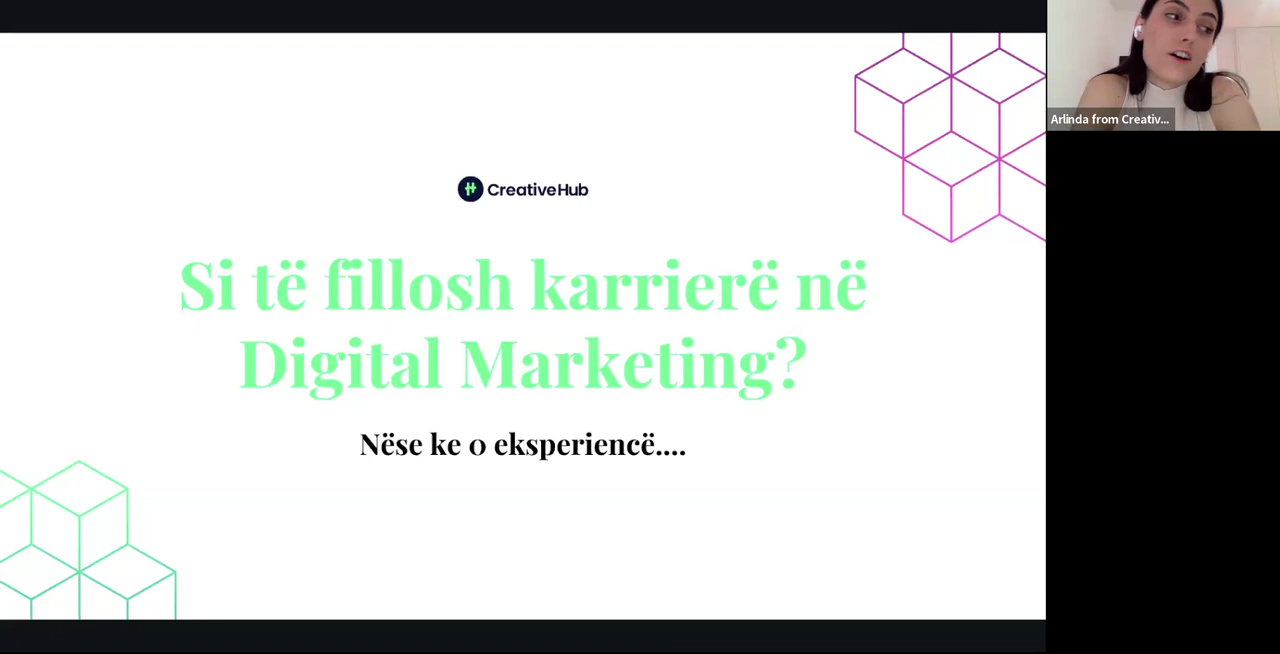 CreativeHub
Si të fillosh karrierë në
Digital Marketing?
Nëse ke 0 eksperiencë....
Arlinda from Creativ...